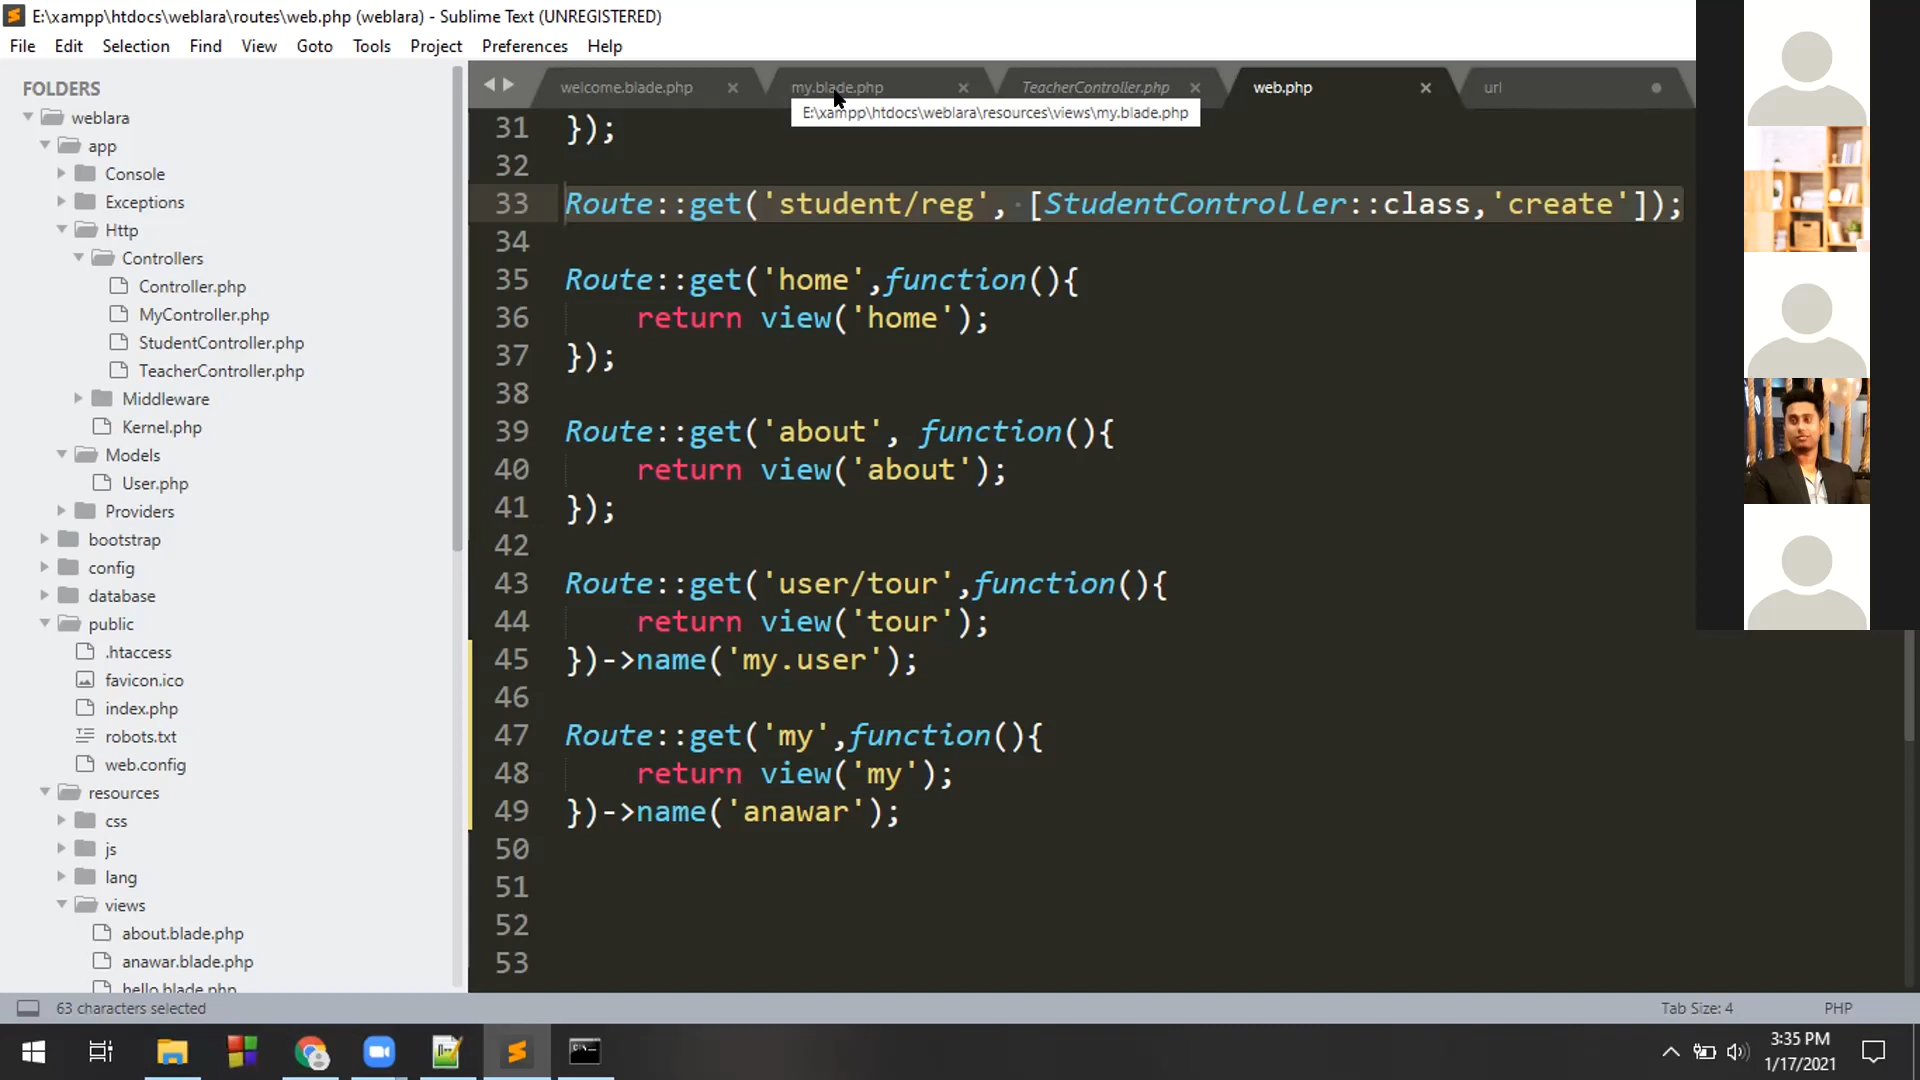 E:\xampp\htdocs\weblara\routes\web.php (weblara) - Sublime Text (UNREGISTERED)
File Edit Selection Find View Goto Tools Project Preferences Help
FOLDERS
weblara
app
Console
Exceptions
Http
Controllers
Controller.php
MyController.php
StudentController.php
TeacherController.php
Middleware
Kernel.php
Models
User.php
Providers
bootstrap
config
database
public
.htaccess
favicon.ico
index.php
robots.txt
web.config
resources
css
js
lang
views
about.blade.php
anawar.blade.php
hello.blade.php
welcome.blade.php my.blade.php TeacherController.php web.php url
E:\xampp\htdocs\weblara\resources\views\my.blade.php
31 });
32
33 Route::get('student/reg', [StudentController::class,'create']);
34
35 Route::get('home',function(){
36 return view('home');
37 });
38
39 Route::get('about', function(){
40 return view('about');
41 });
42
43 Route::get('user/tour',function(){
44 return view('tour');
45 })->name('my.user');
46
47 Route::get('my',function(){
48 return view('my');
49 })->name('anawar');
50
51
52
53
63 characters selected
Tab Size: 4 PHP
3:35 PM
1/17/2021